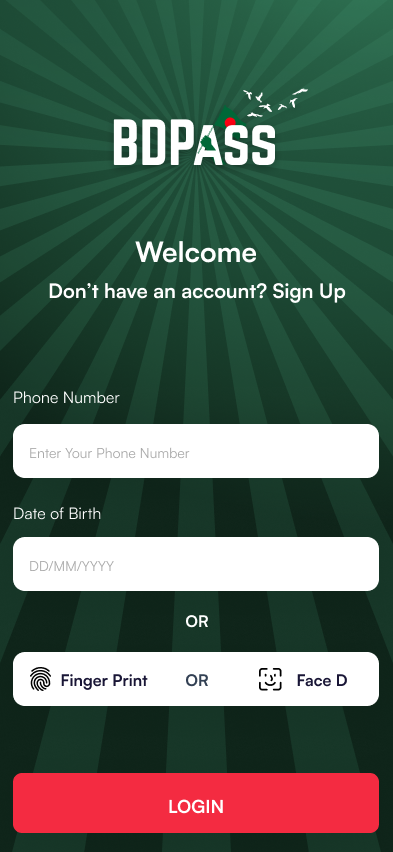 BDPASS
Welcome
Don’t have an account? Sign Up
Phone Number
Enter Your Phone Number
Date of Birth
DD/MM/YYYY
OR
Finger Print OR Face D
LOGIN